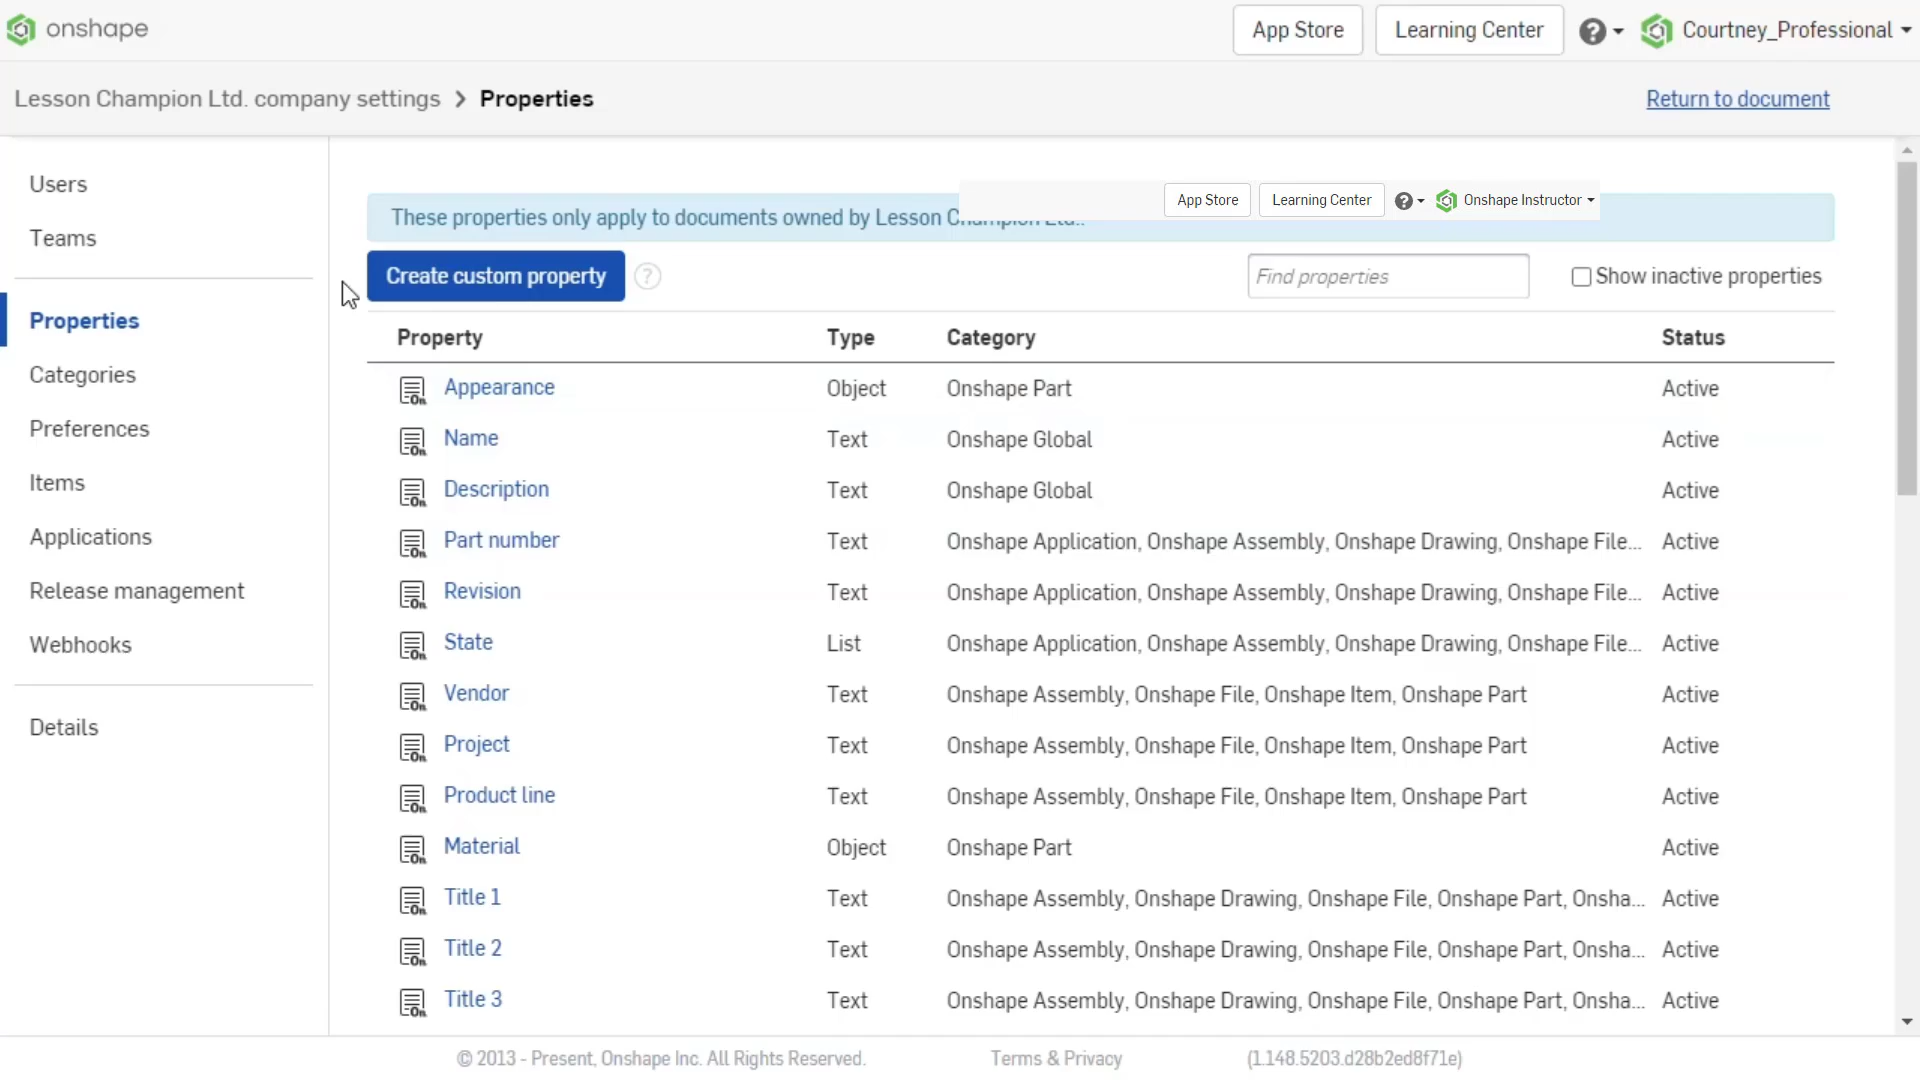 onshape
App Store
Learning Center
Courtney_Professional
Lesson Champion Ltd. company settings > Properties
Return to document
Users
Teams
Properties
Categories
Preferences
Items
Applications
Release management
Webhooks
Details
App Store Learning Center ? Onshape Instructor
These properties only apply to documents owned by Lesson Champion Ltd..
Create custom property ?
Find properties
Show inactive properties
Property Type Category Status
Appearance Object Onshape Part Active
Name Text Onshape Global Active
Description Text Onshape Global Active
Part number Text Onshape Application, Onshape Assembly, Onshape Drawing, Onshape File... Active
Revision Text Onshape Application, Onshape Assembly, Onshape Drawing, Onshape File... Active
State List Onshape Application, Onshape Assembly, Onshape Drawing, Onshape File... Active
Vendor Text Onshape Assembly, Onshape File, Onshape Item, Onshape Part Active
Project Text Onshape Assembly, Onshape File, Onshape Item, Onshape Part Active
Product line Text Onshape Assembly, Onshape File, Onshape Item, Onshape Part Active
Material Object Onshape Part Active
Title 1 Text Onshape Assembly, Onshape Drawing, Onshape File, Onshape Part, Onsha... Active
Title 2 Text Onshape Assembly, Onshape Drawing, Onshape File, Onshape Part, Onsha... Active
Title 3 Text Onshape Assembly, Onshape Drawing, Onshape File, Onshape Part, Onsha... Active
© 2013 - Present, Onshape Inc. All Rights Reserved. Terms & Privacy (1.148.5203.d28b2ed8f71e)